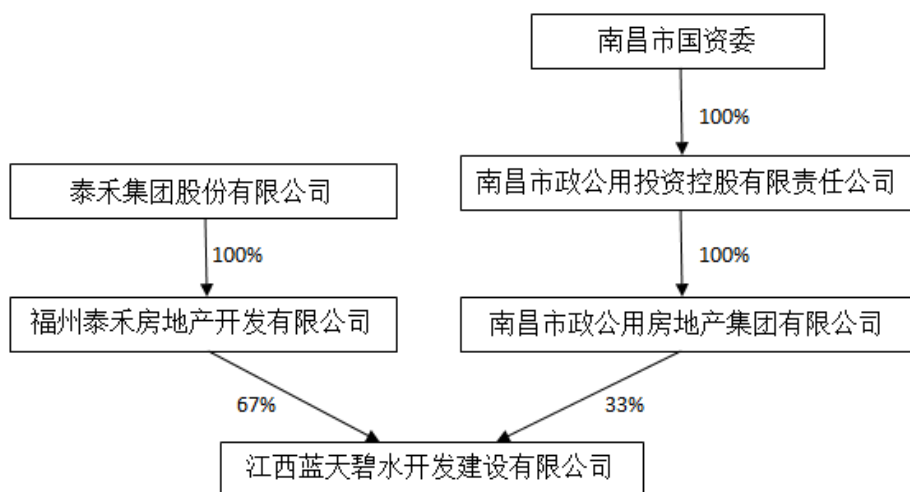 南昌市国资委
100%
泰禾集团股份有限公司
南昌市政公用投资控股有限责任公司
100%
100%
福州泰禾房地产开发有限公司
南昌市政公用房地产集团有限公司
67%
33%
江西蓝天碧水开发建设有限公司